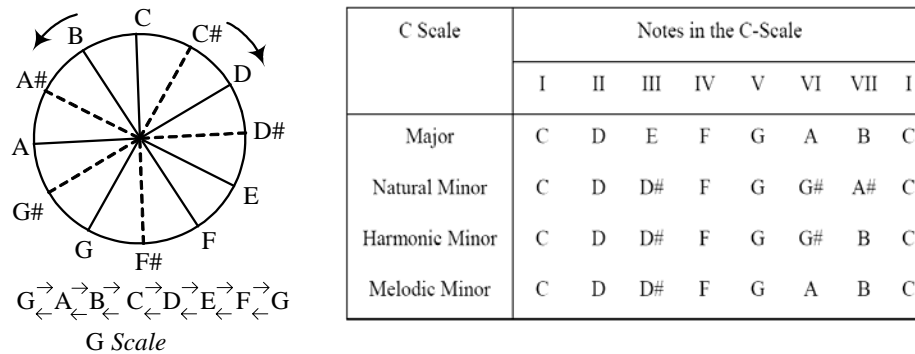 C
C#
D
D#
E
F
F#
G
G#
A
A#
B
G → ← A → ← B → ← C → ← D → ← E → ← F → ← G
G Scale
C Scale Notes in the C-Scale
I II III IV V VI VII I
Major C D E F G A B C
Natural Minor C D D# F G G# A# C
Harmonic Minor C D D# F G G# B C
Melodic Minor C D D# F G A B C